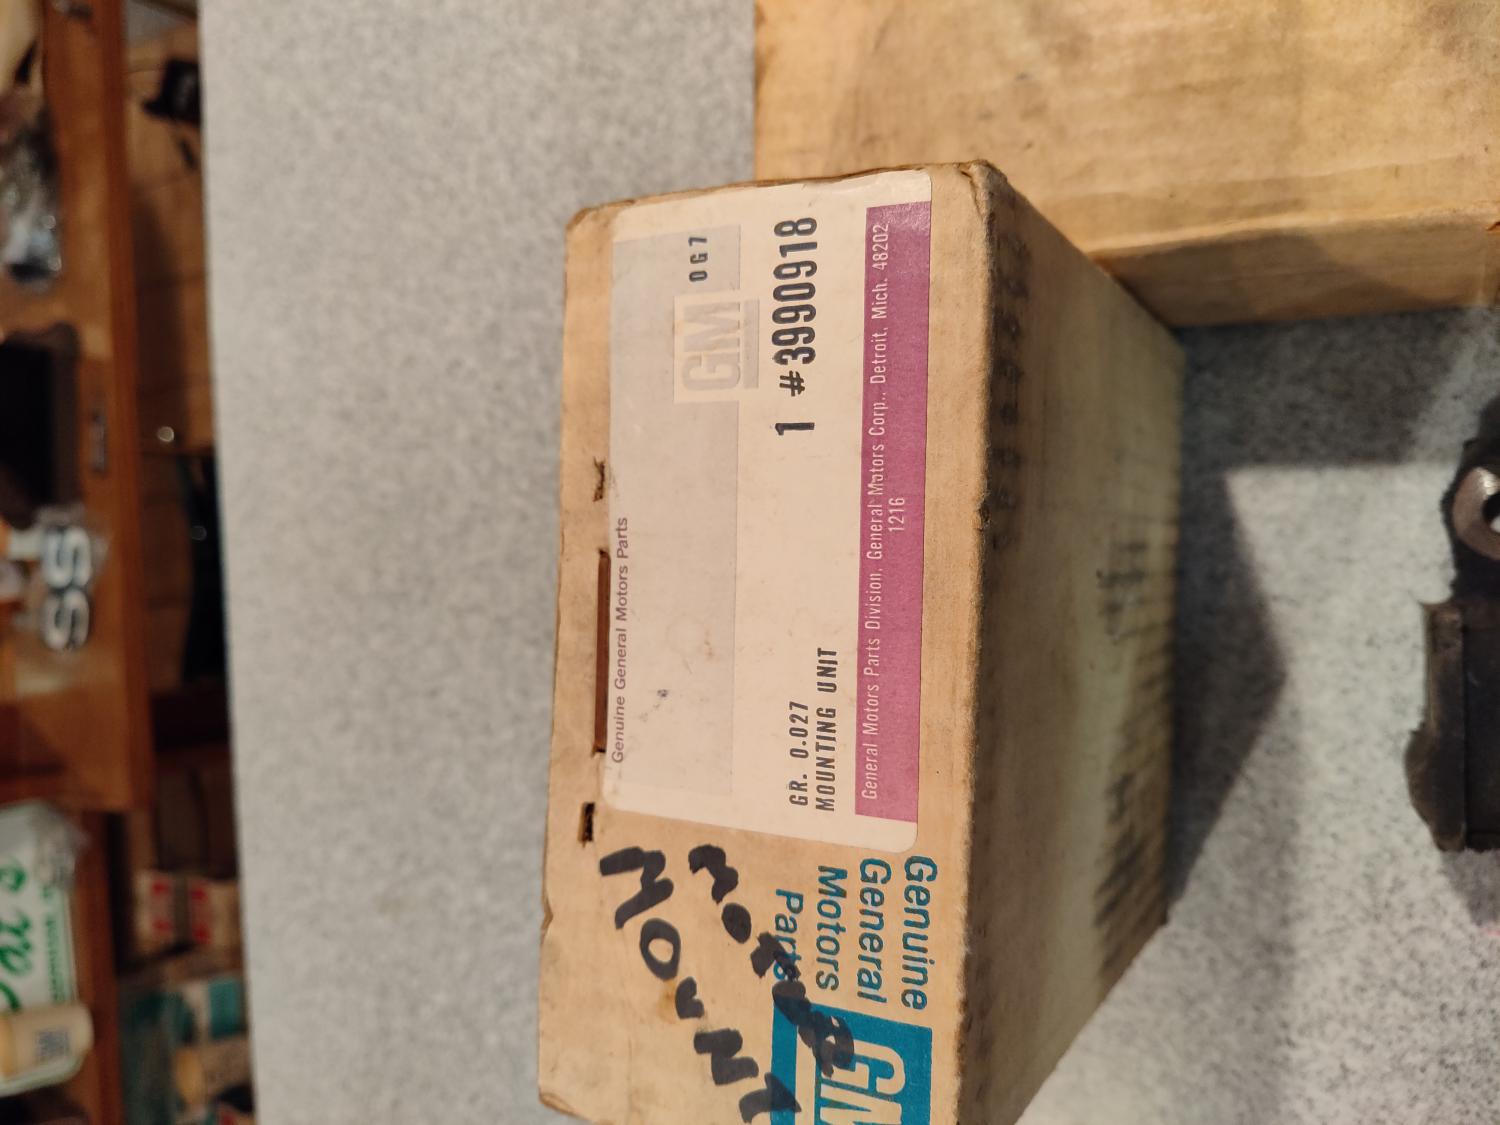 Genuine General Motors Parts
GM
0G7
GR. 0.027
MOUNTING UNIT
1 #3990918
General Motors Parts Division, General Motors Corp., Detroit, Mich. 48202
1216
motor
Mount
Genuine
General
Motors
Parts
GM
SS